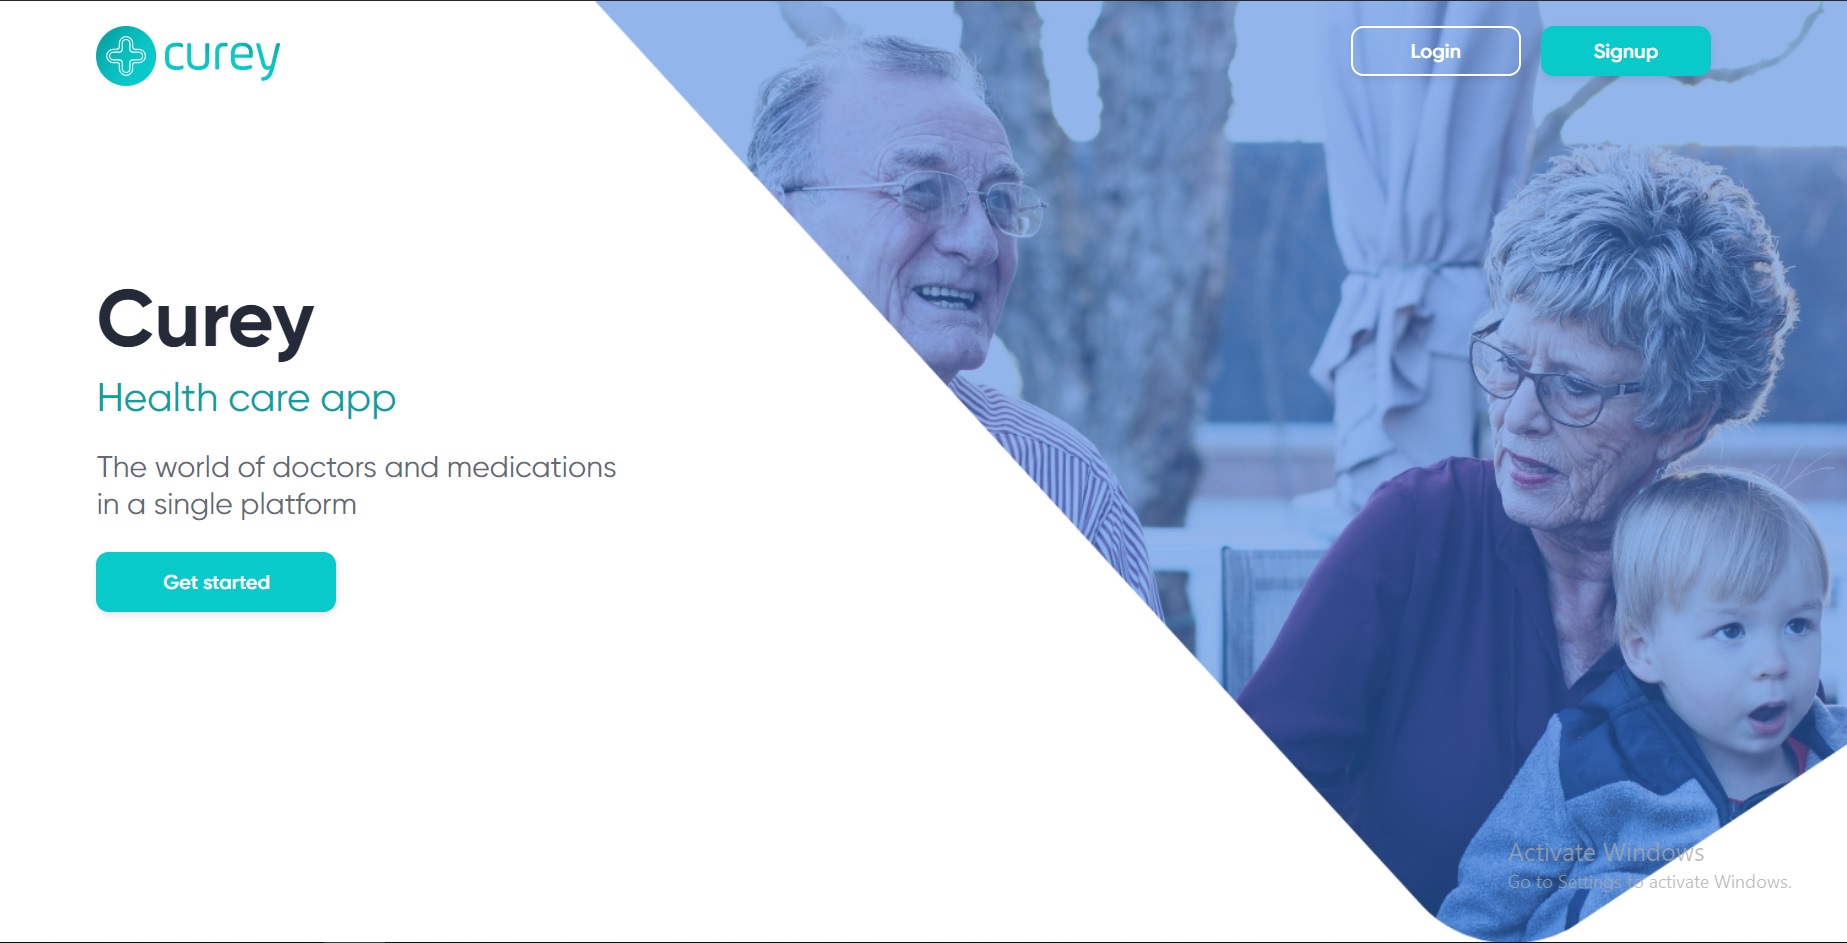 curey
Login
Signup
Curey
Health care app
The world of doctors and medications
in a single platform
Get started
Activate Windows
Go to Settings to activate Windows.